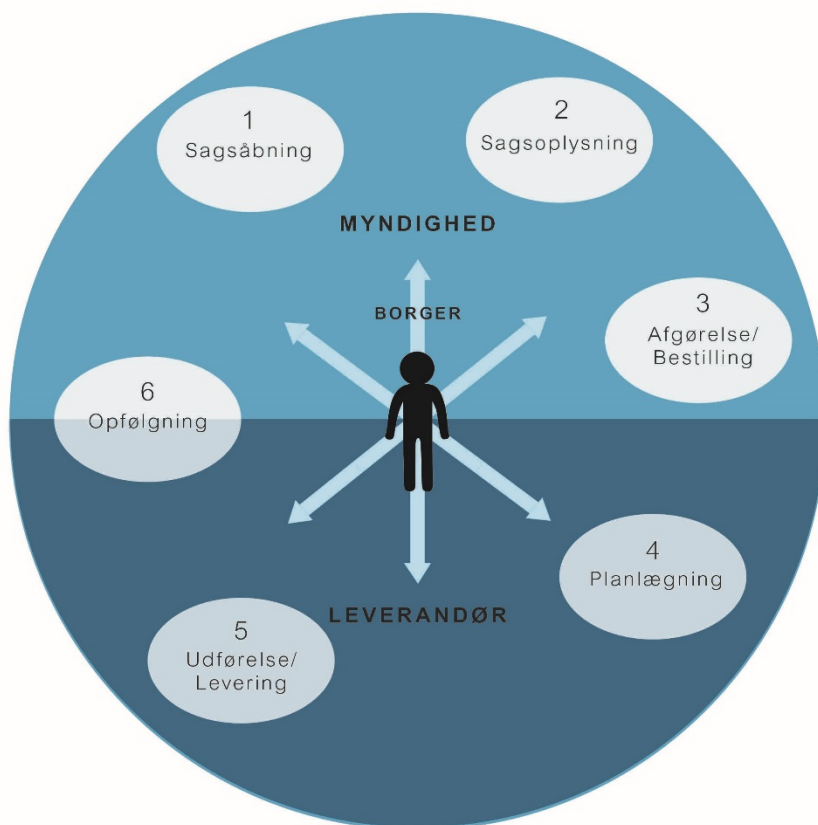 1
Sagsåbning
2
Sagsoplysning
MYNDIGHED
BORGER
3
Afgørelse/
Bestilling
6
Opfølgning
4
Planlægning
LEVERANDØR
5
Udførelse/
Levering